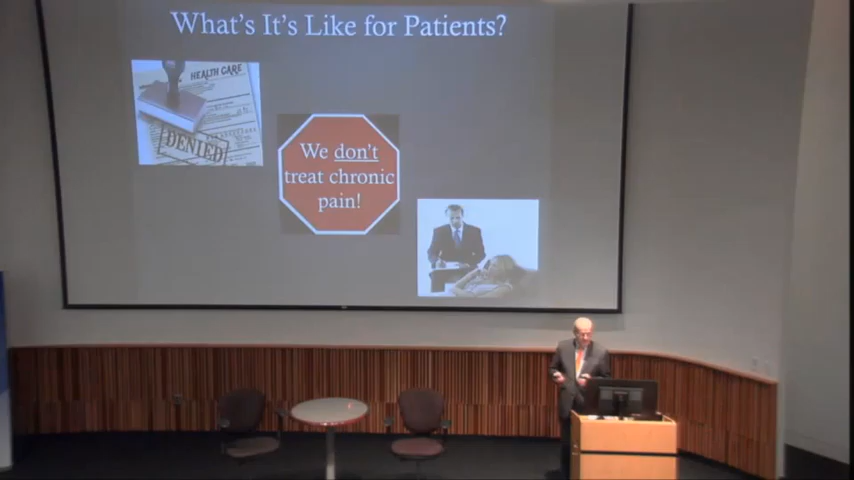 What's It's Like for Patients?
HEALTH CARE
DENIED
We don't
treat chronic
pain!